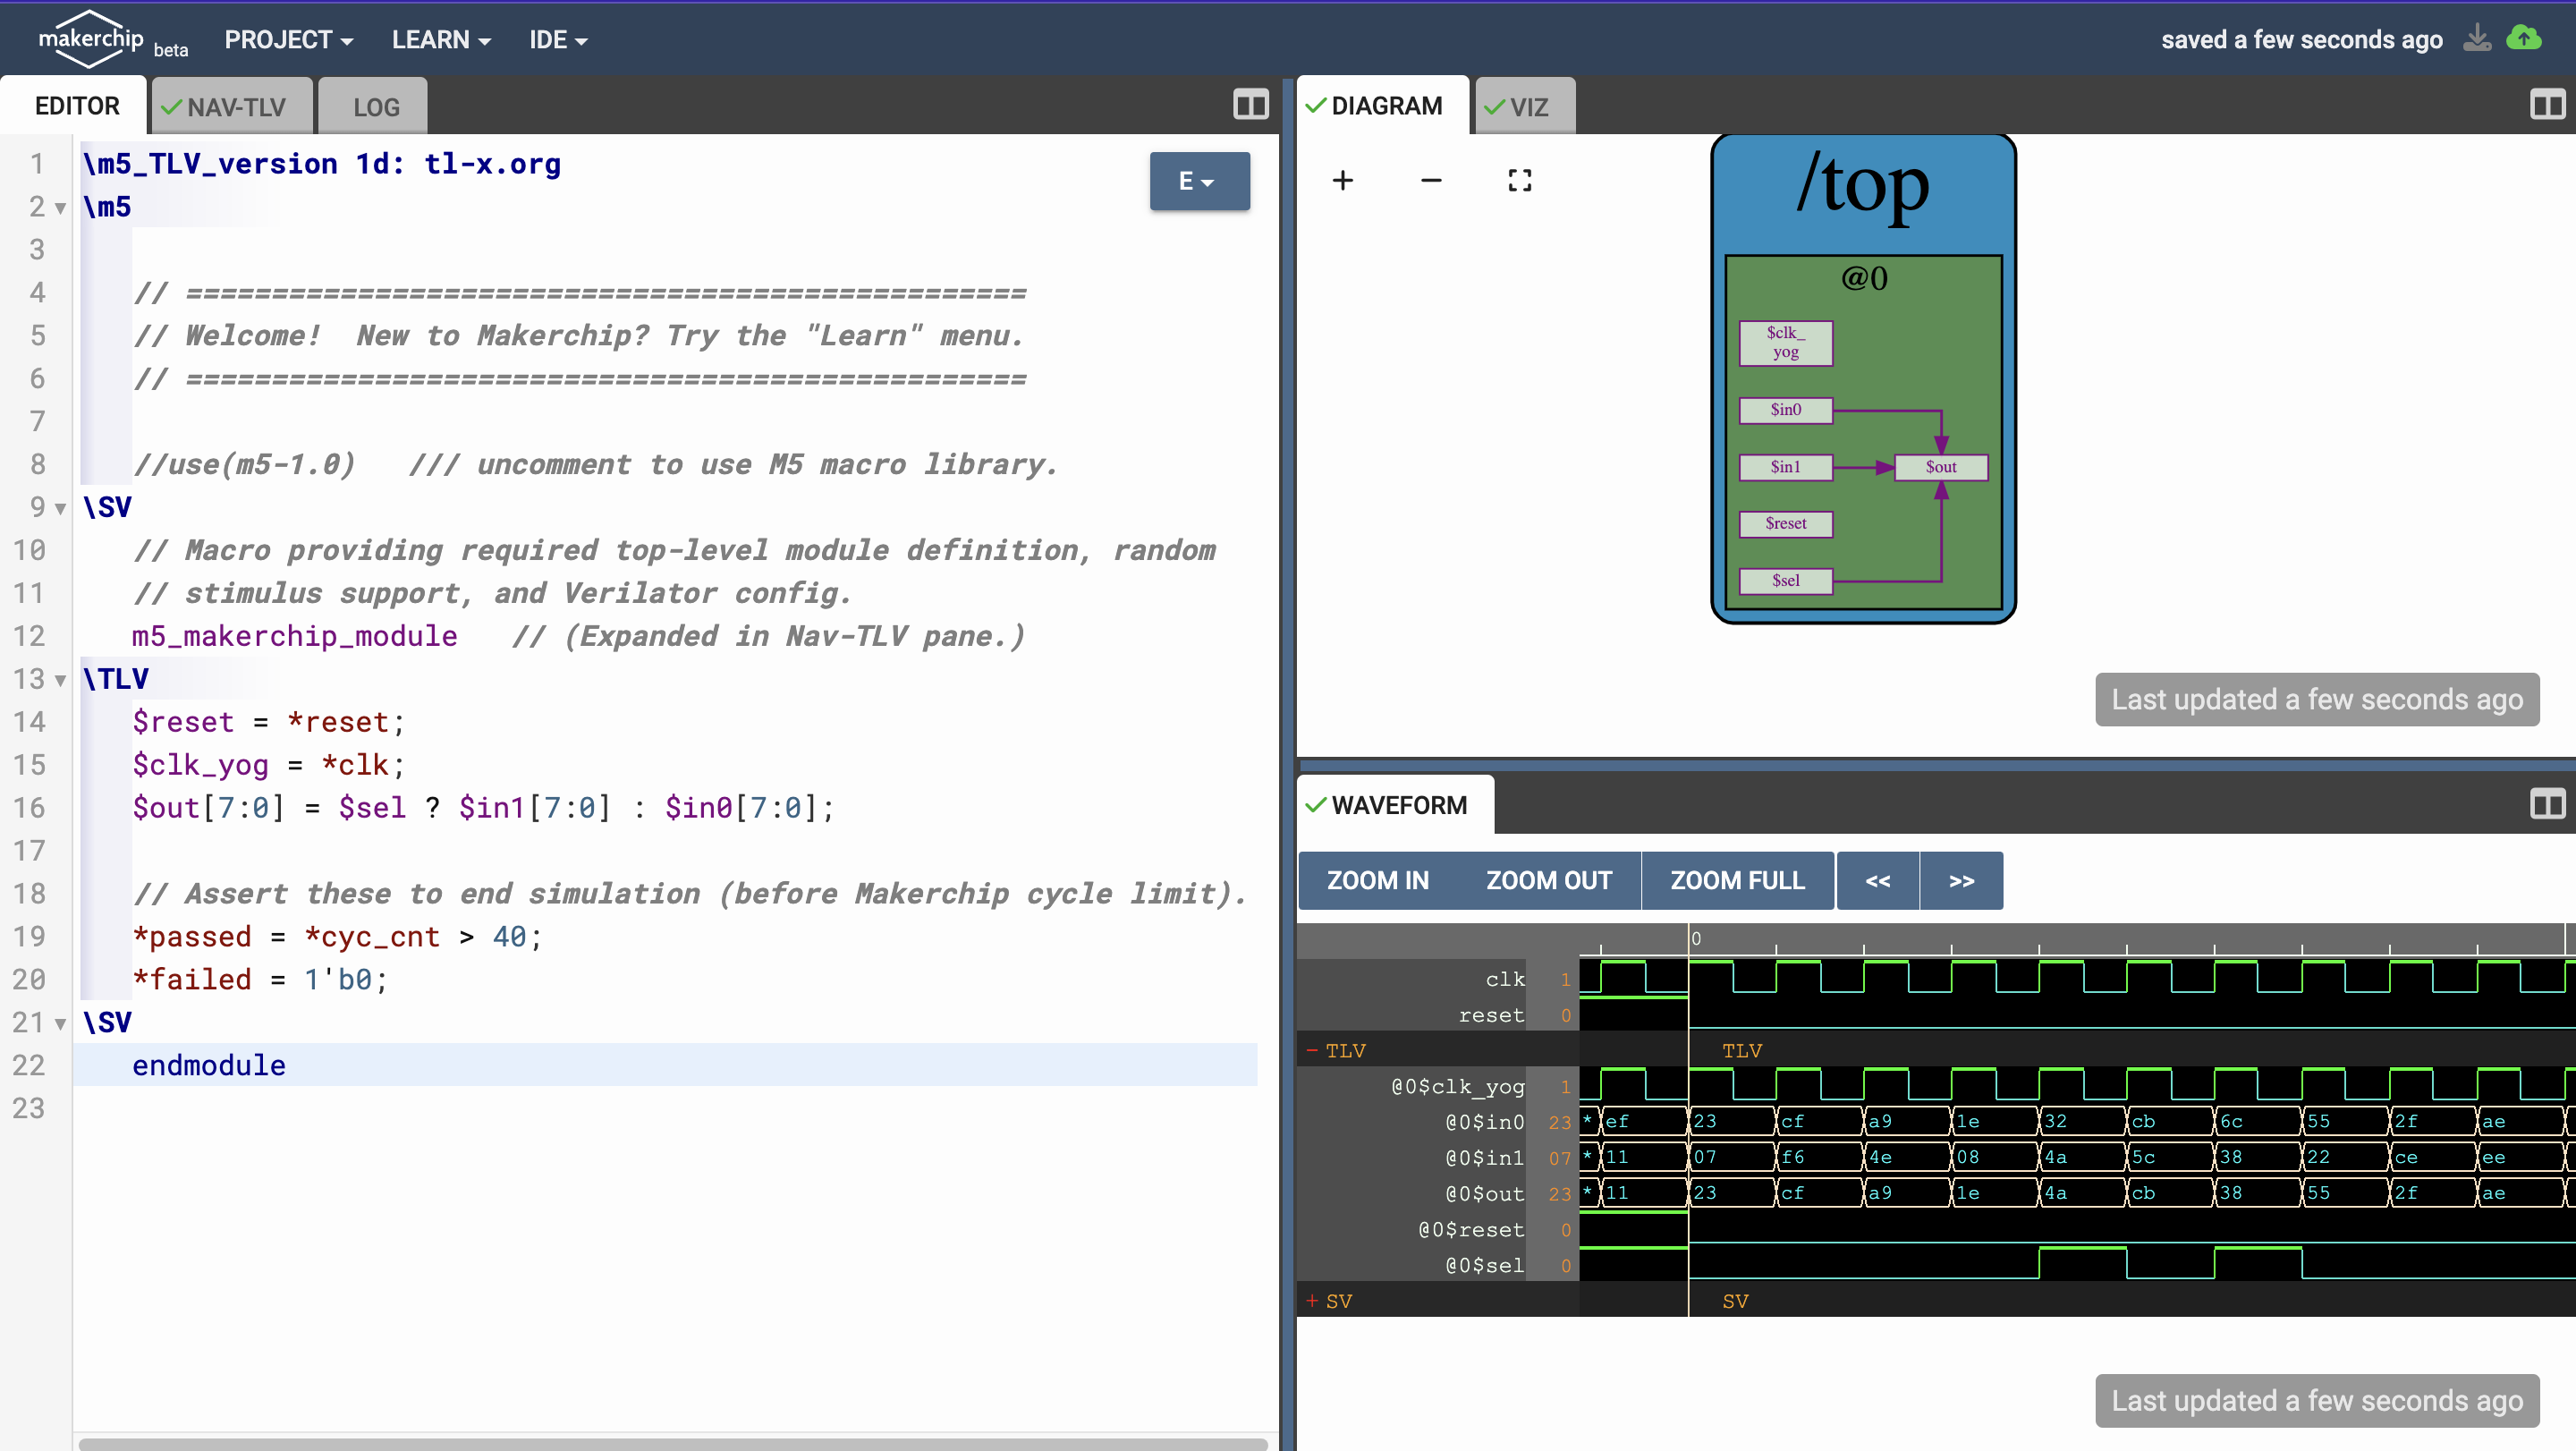 makerchip beta PROJECT LEARN IDE saved a few seconds ago
EDITOR NAV-TLV LOG
1 \m5_TLV_version 1d: tl-x.org
E
2 \m5
3
4 // =================================================
5 // Welcome!  New to Makerchip? Try the "Learn" menu.
6 // =================================================
7
8 //use(m5-1.0)   /// uncomment to use M5 macro library.
9 \SV
10 // Macro providing required top-level module definition, random
11 // stimulus support, and Verilator config.
12 m5_makerchip_module   // (Expanded in Nav-TLV pane.)
13 \TLV
14 $reset = *reset;
15 $clk_yog = *clk;
16 $out[7:0] = $sel ? $in1[7:0] : $in0[7:0];
17
18 // Assert these to end simulation (before Makerchip cycle limit).
19 *passed = *cyc_cnt > 40;
20 *failed = 1'b0;
21 \SV
22 endmodule
23
DIAGRAM VIZ
+ −
/top
@0
$clk_
yog
$in0
$in1 $out
$reset
$sel
Last updated a few seconds ago
WAVEFORM
ZOOM IN ZOOM OUT ZOOM FULL << >>
0
clk 1
reset 0
− TLV TLV
@0$clk_yog 1
@0$in0 23 * ef 23 cf a9 1e 32 cb 6c 55 2f ae
@0$in1 07 * 11 07 f6 4e 08 4a 5c 38 22 ce ee
@0$out 23 * 11 23 cf a9 1e 4a cb 38 55 2f ae
@0$reset 0
@0$sel 0
+ SV SV
Last updated a few seconds ago